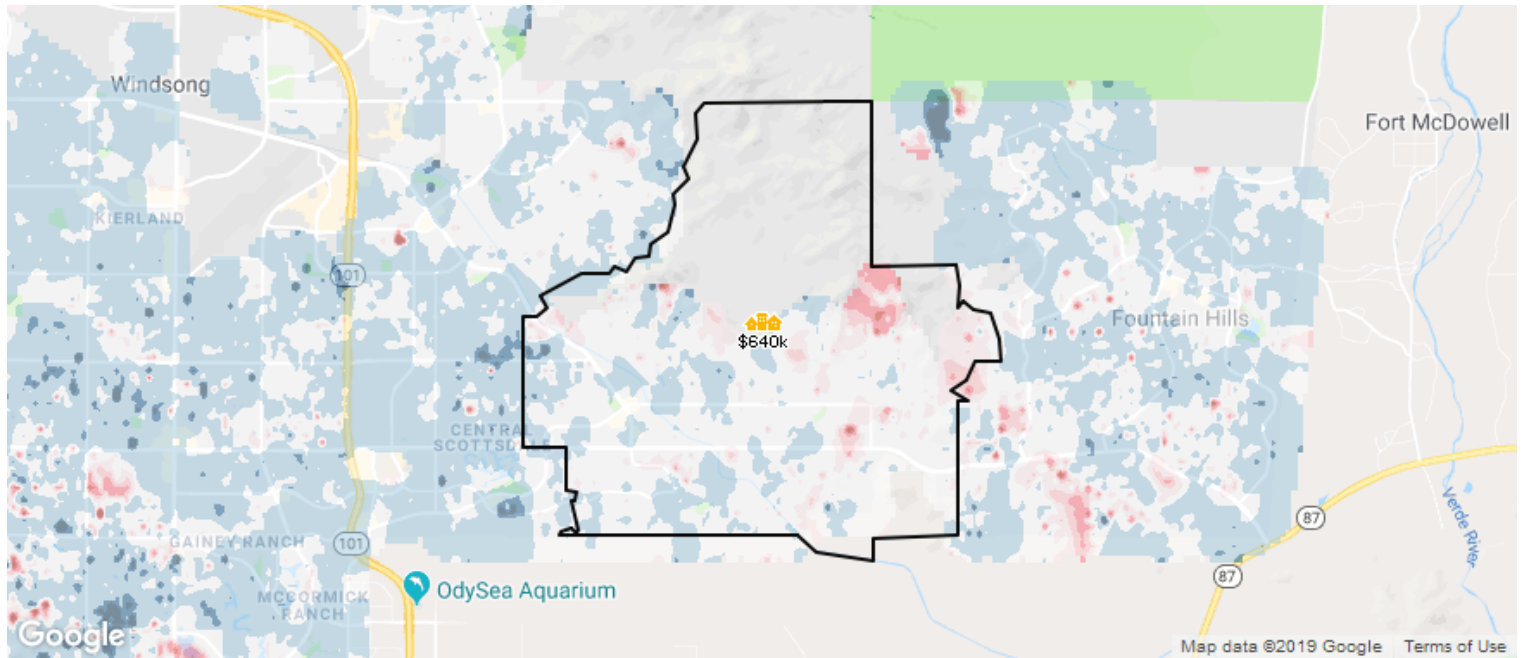 Windsong
Fort McDowell
KIERLAND
101
$640k
Fountain Hills
CENTRAL
SCOTTSDALE
87
Verde River
GAINEY RANCH
101
87
OdySea Aquarium
MCCORMICK
RANCH
Google
Map data ©2019 Google Terms of Use